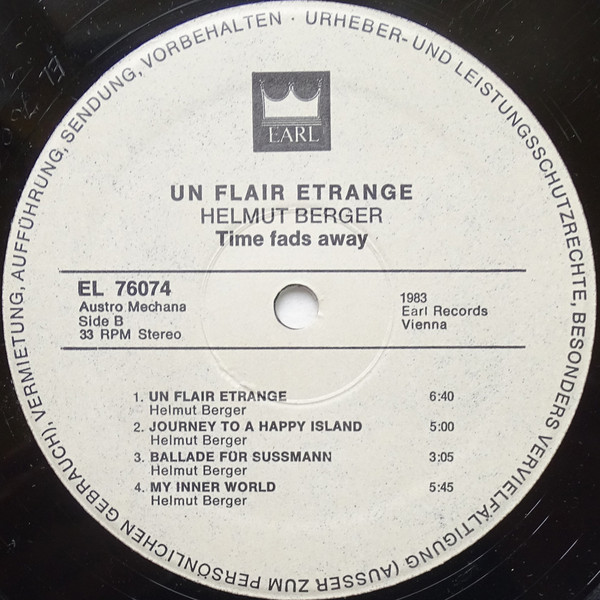 URHEBER- UND LEISTUNGSSCHUTZRECHTE, BESONDERS VERVIELFÄLTIGUNG (AUSSER ZUM PERSÖNLICHEN GEBRAUCH), VERMIETUNG, AUFFÜHRUNG, SENDUNG, VORBEHALTEN ·
EARL
UN FLAIR ETRANGE
HELMUT BERGER
Time fads away
EL 76074
Austro Mechana
Side B
33 RPM Stereo
1983
Earl Records
Vienna
1. UN FLAIR ETRANGE 6:40
Helmut Berger
2. JOURNEY TO A HAPPY ISLAND 5:00
Helmut Berger
3. BALLADE FÜR SUSSMANN 3:05
Helmut Berger
4. MY INNER WORLD 5:45
Helmut Berger